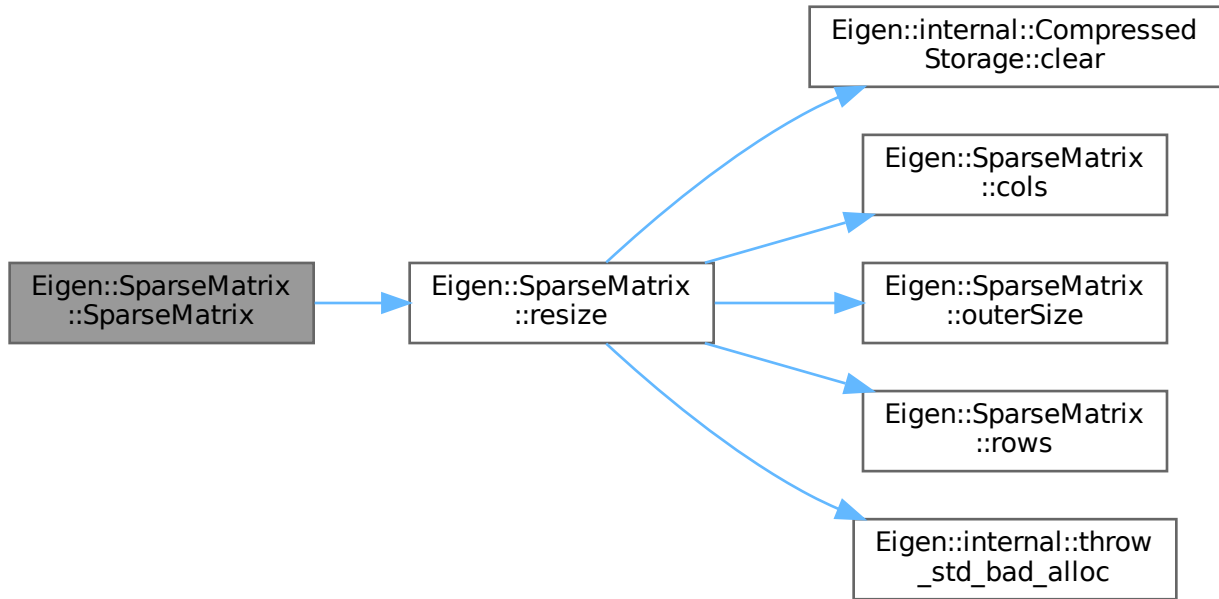 Eigen::internal::Compressed
Storage::clear
Eigen::SparseMatrix
::cols
Eigen::SparseMatrix
::SparseMatrix
Eigen::SparseMatrix
::resize
Eigen::SparseMatrix
::outerSize
Eigen::SparseMatrix
::rows
Eigen::internal::throw
_std_bad_alloc